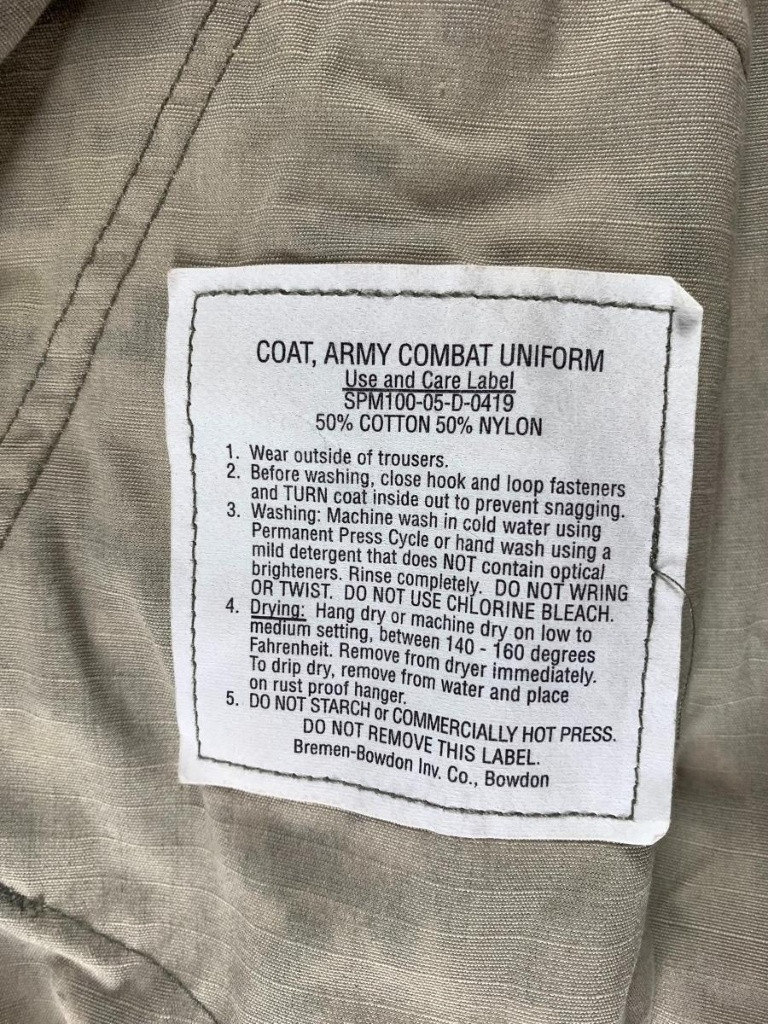 COAT, ARMY COMBAT UNIFORM
Use and Care Label
SPM100-05-D-0419
50% COTTON 50% NYLON
1. Wear outside of trousers.
2. Before washing, close hook and loop fasteners
and TURN coat inside out to prevent snagging.
3. Washing: Machine wash in cold water using
Permanent Press Cycle or hand wash using a
mild detergent that does NOT contain optical
brighteners. Rinse completely. DO NOT WRING
OR TWIST. DO NOT USE CHLORINE BLEACH.
4. Drying: Hang dry or machine dry on low to
medium setting, between 140 - 160 degrees
Fahrenheit. Remove from dryer immediately.
To drip dry, remove from water and place
on rust proof hanger.
5. DO NOT STARCH or COMMERCIALLY HOT PRESS.
DO NOT REMOVE THIS LABEL.
Bremen-Bowdon Inv. Co., Bowdon